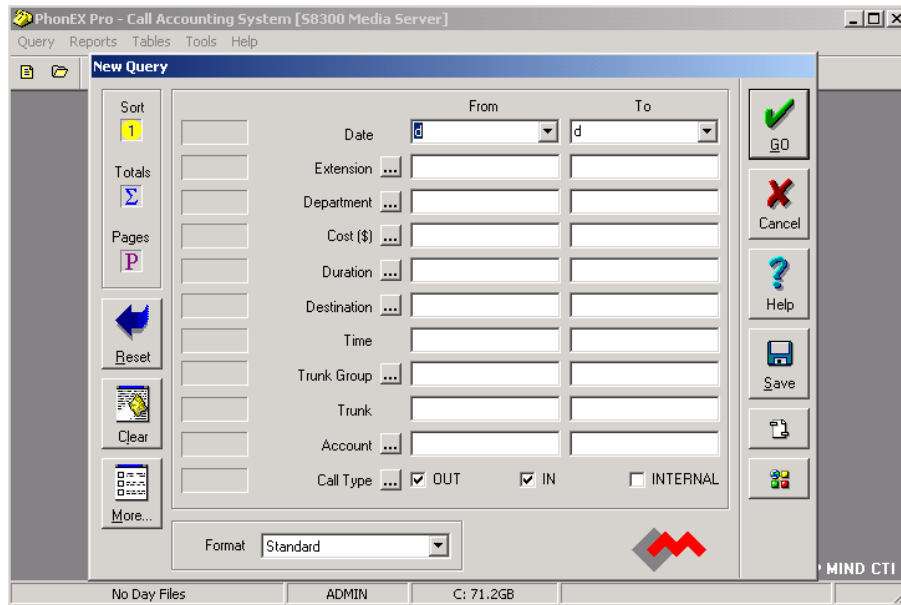 PhonEX Pro - Call Accounting System [S8300 Media Server]
Query Reports Tables Tools Help
New Query
Sort
1
Totals
Σ
Pages
P
Reset
Clear
More...
From To
Date d d
Extension ...
Department ...
Cost ($) ...
Duration ...
Destination ...
Time
Trunk Group ...
Trunk
Account ...
Call Type ... OUT IN INTERNAL
Format Standard
GO
Cancel
?
Help
Save
MIND CTI
No Day Files ADMIN C: 71.2GB